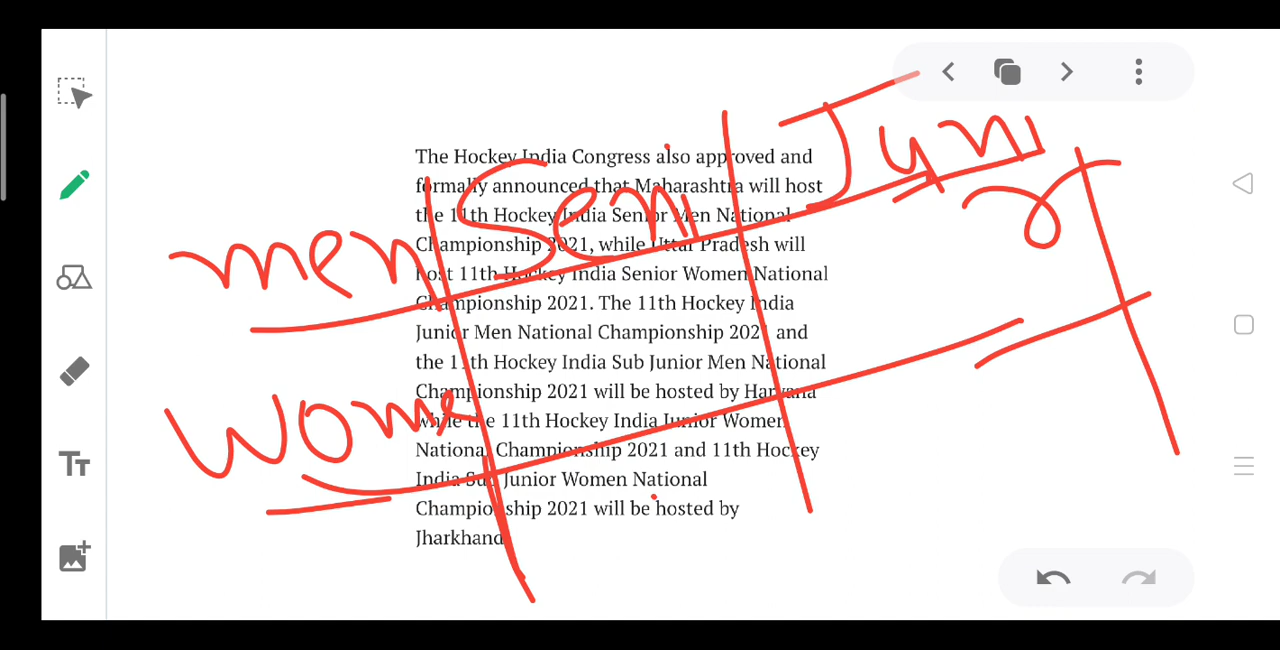 The Hockey India Congress also approved and
formally announced that Maharashtra will host
the 11th Hockey India Senior Men National
Championship 2021, while Uttar Pradesh will
host 11th Hockey India Senior Women National
Championship 2021. The 11th Hockey India
Junior Men National Championship 2021 and
the 11th Hockey India Sub Junior Men National
Championship 2021 will be hosted by Haryana
while the 11th Hockey India Junior Women
National Championship 2021 and 11th Hockey
India Sub Junior Women National
Championship 2021 will be hosted by
Jharkhand.
Seni
Juni
men
Wome
TT